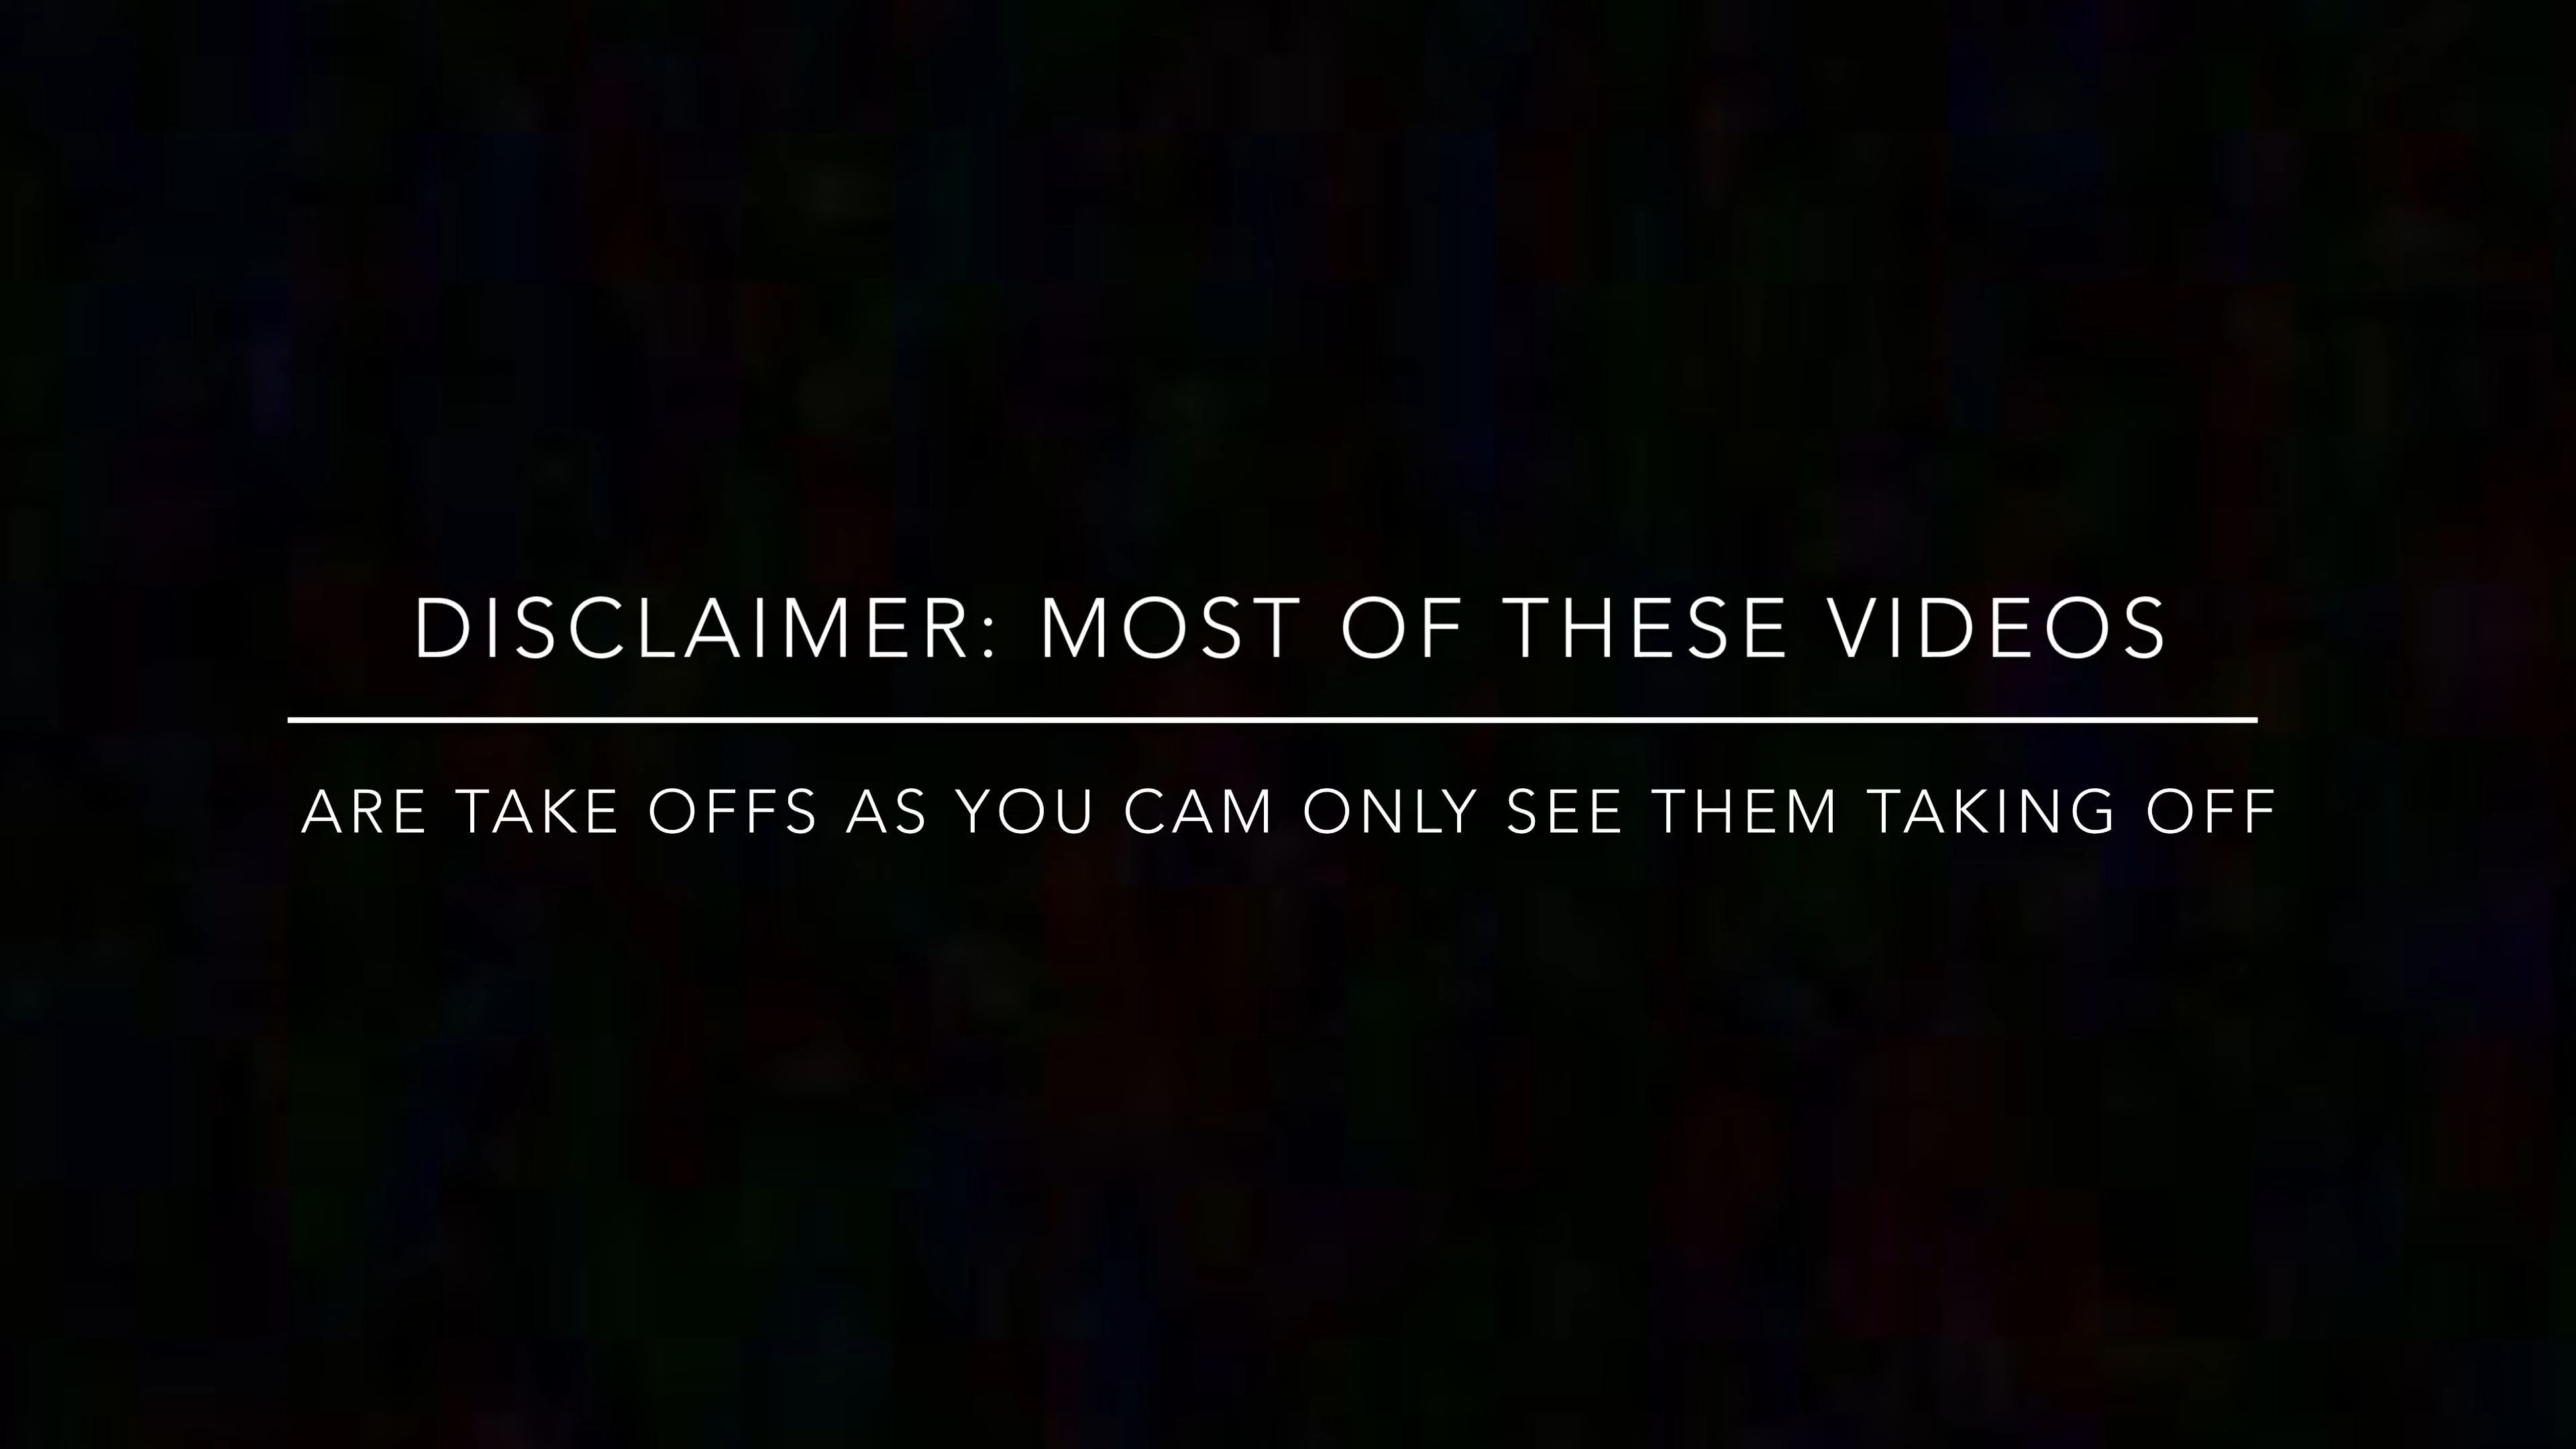 DISCLAIMER: MOST OF THESE VIDEOS
ARE TAKE OFFS AS YOU CAM ONLY SEE THEM TAKING OFF